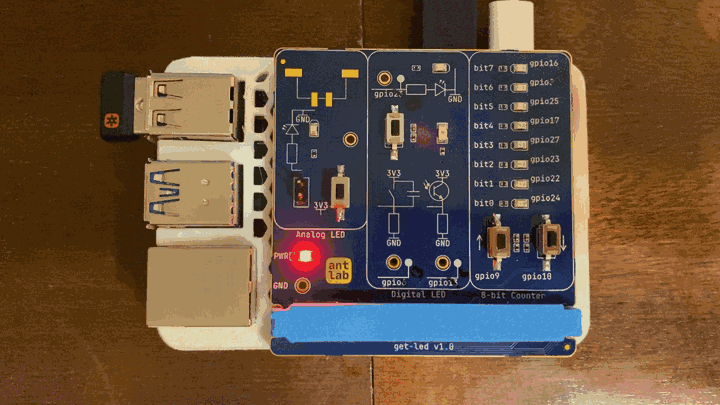 bit7
gpio16
bit6
bit5
gpio25
bit4
gpio17
bit3
gpio27
bit2
gpio23
bit1
gpio22
bit0
gpio24
GND
GND
3V3
3V3
3V3
GND
GND
Analog LED
PWR
GND
ant
lab
gpio9
gpio10
Digital LED
8-bit Counter
get-led v1.0